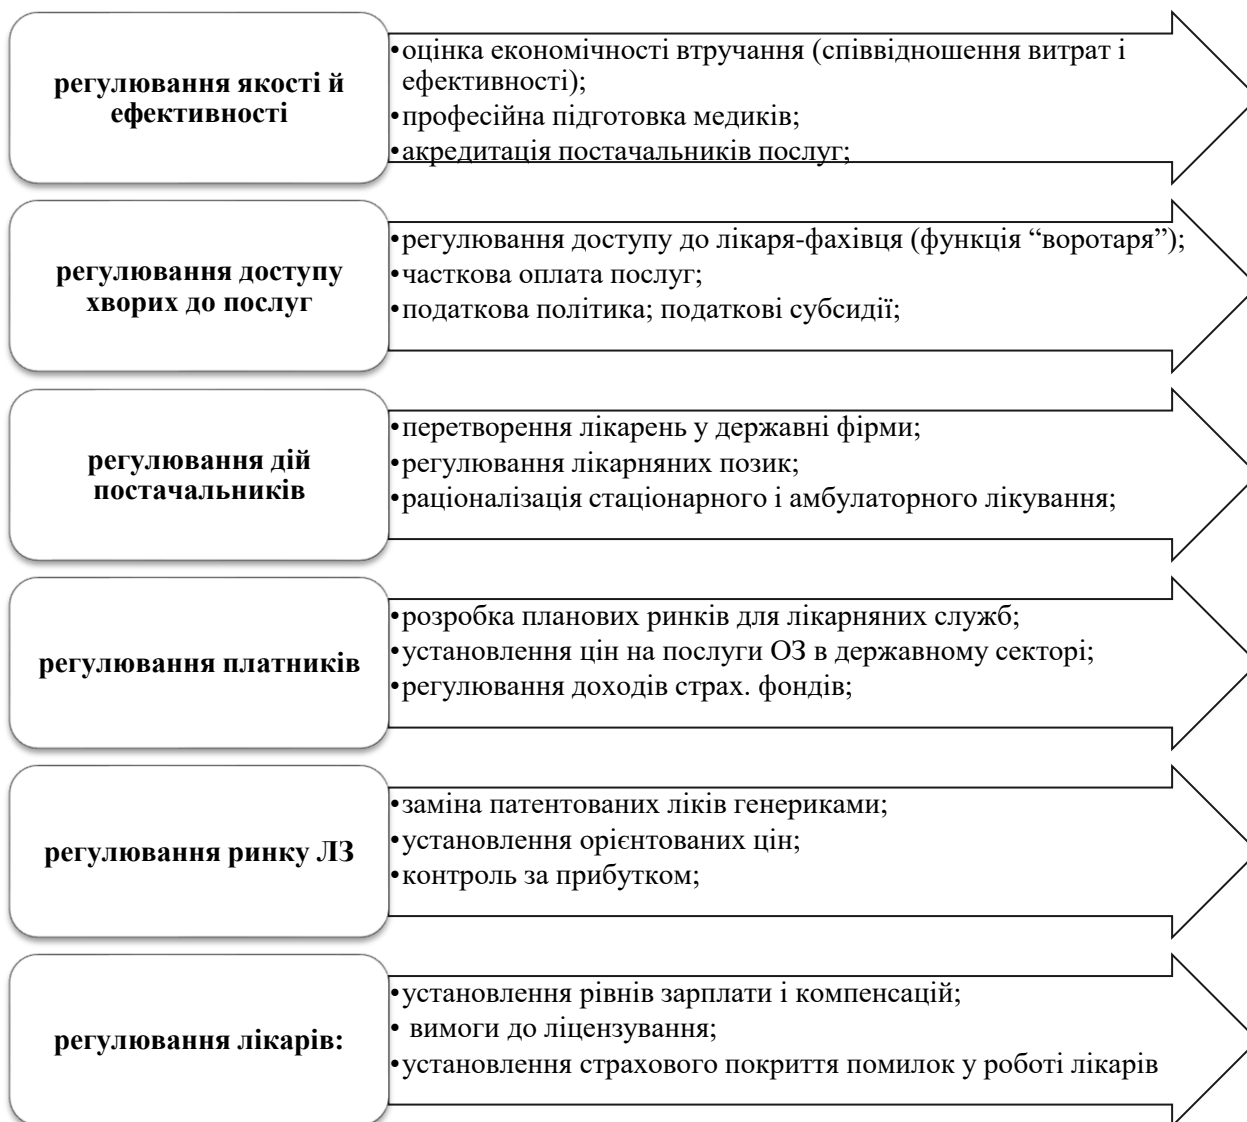 регулювання якості й
ефективності
•оцінка економічності втручання (співвідношення витрат і
ефективності);
•професійна підготовка медиків;
•акредитація постачальників послуг;
регулювання доступу
хворих до послуг
•регулювання доступу до лікаря-фахівця (функція “воротаря”);
•часткова оплата послуг;
•податкова політика; податкові субсидії;
регулювання дій
постачальників
•перетворення лікарень у державні фірми;
•регулювання лікарняних позик;
•раціоналізація стаціонарного і амбулаторного лікування;
регулювання платників
•розробка планових ринків для лікарняних служб;
•установлення цін на послуги ОЗ в державному секторі;
•регулювання доходів страх. фондів;
регулювання ринку ЛЗ
•заміна патентованих ліків генериками;
•установлення орієнтованих цін;
•контроль за прибутком;
регулювання лікарів:
•установлення рівнів зарплати і компенсацій;
• вимоги до ліцензування;
•установлення страхового покриття помилок у роботі лікарів